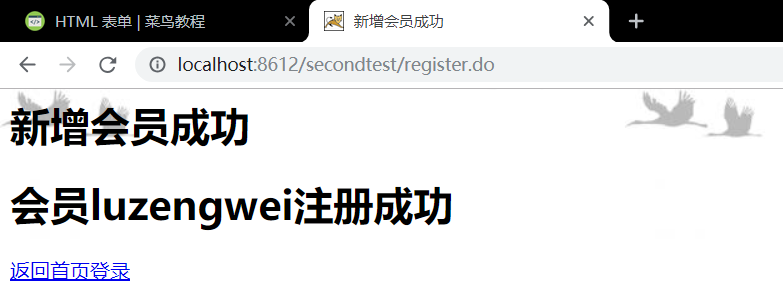 HTML 表单 | 菜鸟教程
新增会员成功
localhost:8612/secondtest/register.do
新增会员成功
会员luzengwei注册成功
返回首页登录